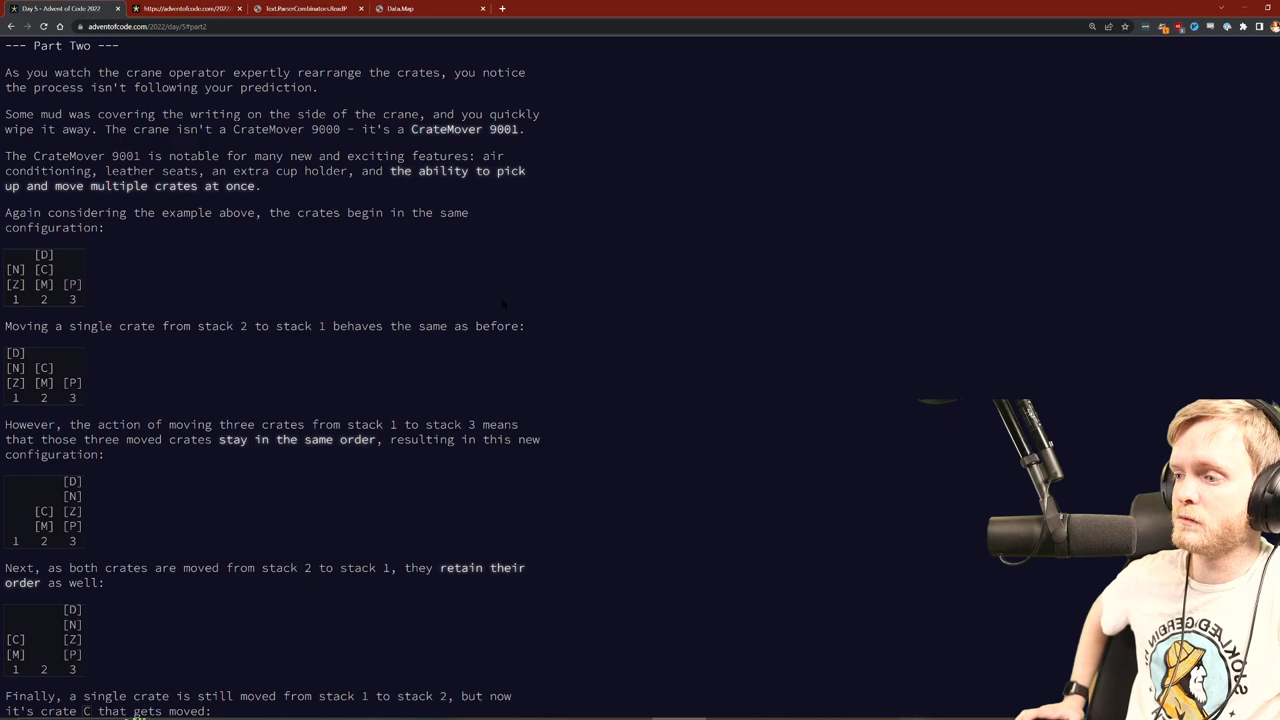 Day 5 - Advent of Code 2022
https://adventofcode.com/2022/
Text.ParserCombinators.ReadP
Data.Map
adventofcode.com/2022/day/5#part2
--- Part Two ---
As you watch the crane operator expertly rearrange the crates, you notice
the process isn't following your prediction.
Some mud was covering the writing on the side of the crane, and you quickly
wipe it away. The crane isn't a CrateMover 9000 - it's a CrateMover 9001.
The CrateMover 9001 is notable for many new and exciting features: air
conditioning, leather seats, an extra cup holder, and the ability to pick
up and move multiple crates at once.
Again considering the example above, the crates begin in the same
configuration:
[D]
[N] [C]
[Z] [M] [P]
1 2 3
Moving a single crate from stack 2 to stack 1 behaves the same as before:
[D]
[N] [C]
[Z] [M] [P]
1 2 3
However, the action of moving three crates from stack 1 to stack 3 means
that those three moved crates stay in the same order, resulting in this new
configuration:
[D]
[N]
[C] [Z]
[M] [P]
1 2 3
Next, as both crates are moved from stack 2 to stack 1, they retain their
order as well:
[D]
[N]
[C] [Z]
[M] [P]
1 2 3
Finally, a single crate is still moved from stack 1 to stack 2, but now
it's crate C that gets moved: